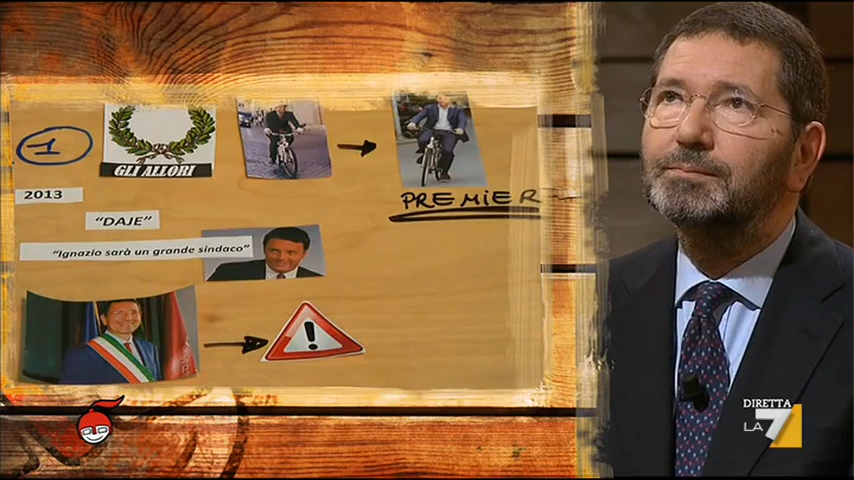 1
GLI ALLORI
PREMIER
2013
“DAJE”
“Ignazio sarà un grande sindaco”
DIRETTA
LA 7